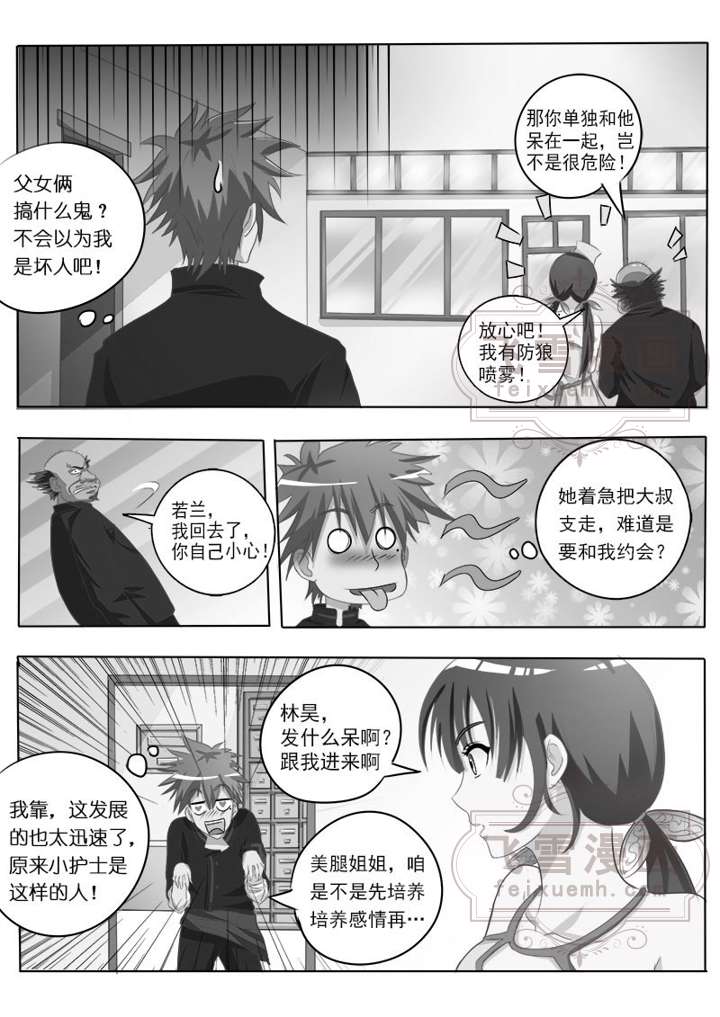 那你单独和他
呆在一起，岂
不是很危险！
父女俩
搞什么鬼？
不会以为我
是坏人吧！
放心吧！
我有防狼
喷雾！
飞雪漫画
feixuemh.com
若兰，
我回去了，
你自己小心！
她着急把大叔
支走，难道是
要和我约会？
林昊，
发什么呆啊？
跟我进来啊
我靠，这发展
的也太迅速了，
原来小护士是
这样的人！
美腿姐姐，咱
是不是先培养
培养感情再…
飞雪漫画
feixuemh.com